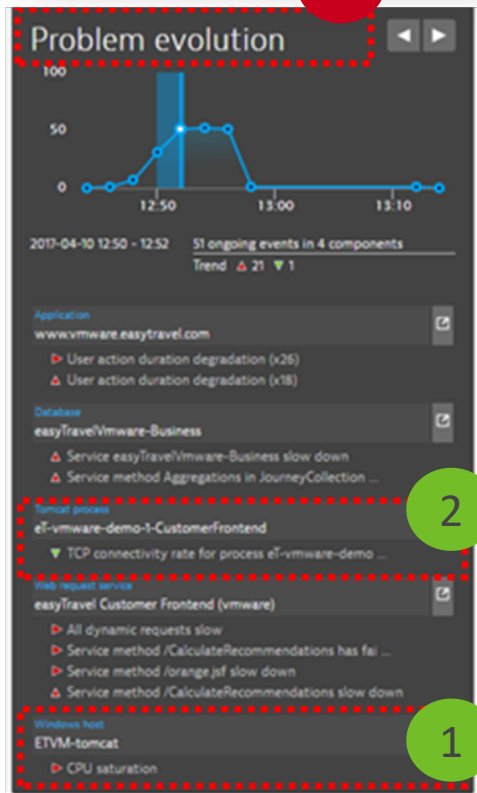 Problem evolution
100
50
0
12:50 13:00 13:10
2017-04-10 12:50 - 12:52 51 ongoing events in 4 components
Trend 21 1
Application
www.vmware.easytravel.com
User action duration degradation (x26)
User action duration degradation (x18)
Database
easyTravelVmware-Business
Service easyTravelVmware-Business slow down
Service method Aggregations in JourneyCollection ...
2
Tomcat process
eT-vmware-demo-1-CustomerFrontend
TCP connectivity rate for process eT-vmware-demo ...
Web request service
easyTravel Customer Frontend (vmware)
All dynamic requests slow
Service method /CalculateRecommendations has fai ...
Service method /orange.jsf slow down
Service method /CalculateRecommendations slow down
Windows host
ETVM-tomcat
1
CPU saturation